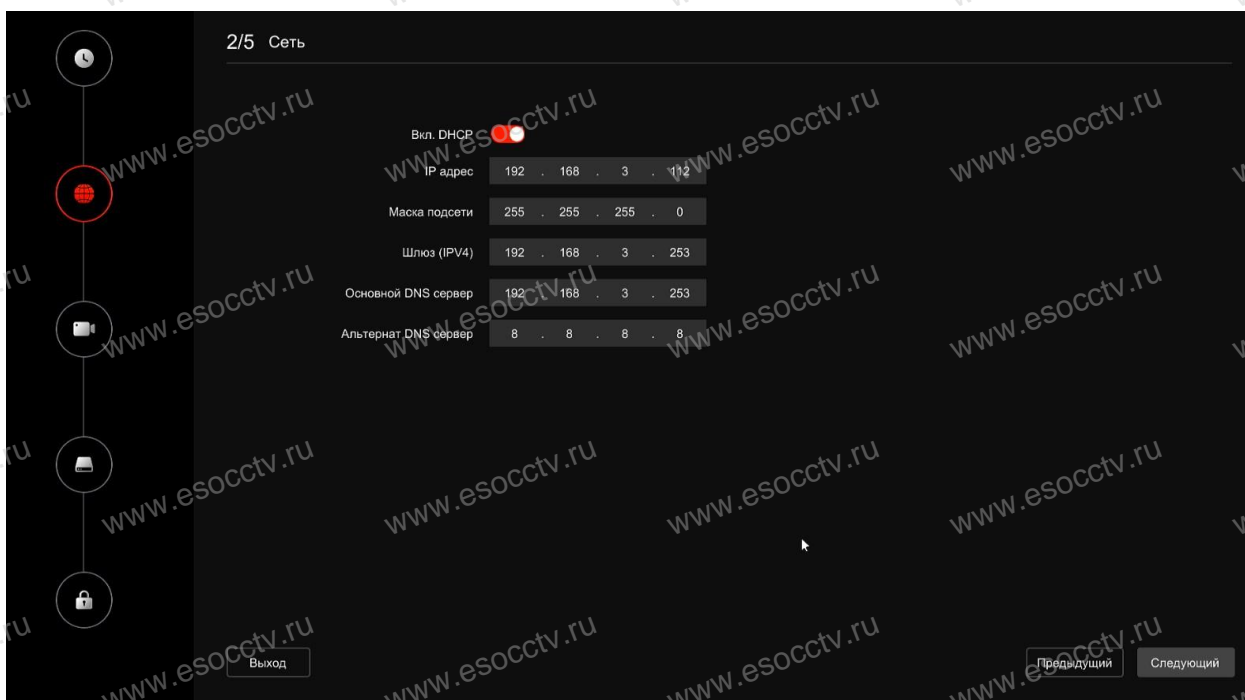 2/5 Сеть
Вкл. DHCP
IP адрес 192 . 168 . 3 . 112
Маска подсети 255 . 255 . 255 . 0
Шлюз (IPV4) 192 . 168 . 3 . 253
Основной DNS сервер 192 . 168 . 3 . 253
Альтернат DNS сервер 8 . 8 . 8 . 8
Выход Предыдущий Следующий
www.esocctv.ru